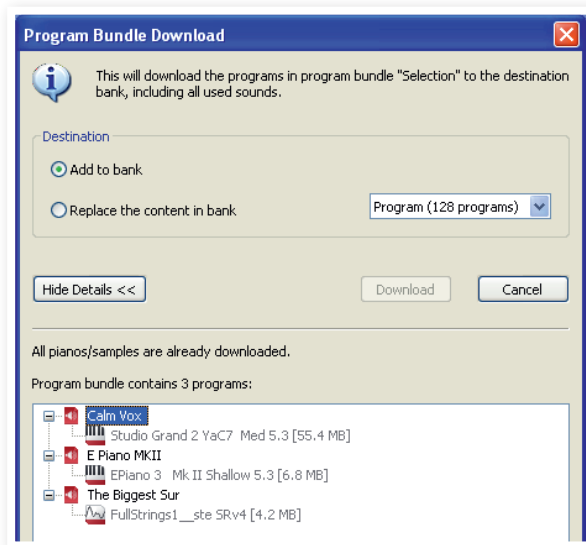 Program Bundle Download
This will download the programs in program bundle "Selection" to the destination
bank, including all used sounds.
Destination
Add to bank
Replace the content in bank
Program (128 programs)
Hide Details <<
Download
Cancel
All pianos/samples are already downloaded.
Program bundle contains 3 programs:
Calm Vox
Studio Grand 2 YaC7  Med 5.3 [55.4 MB]
E Piano MKII
EPiano 3  Mk II Shallow 5.3 [6.8 MB]
The Biggest Sur
FullStrings1__ste SRv4 [4.2 MB]